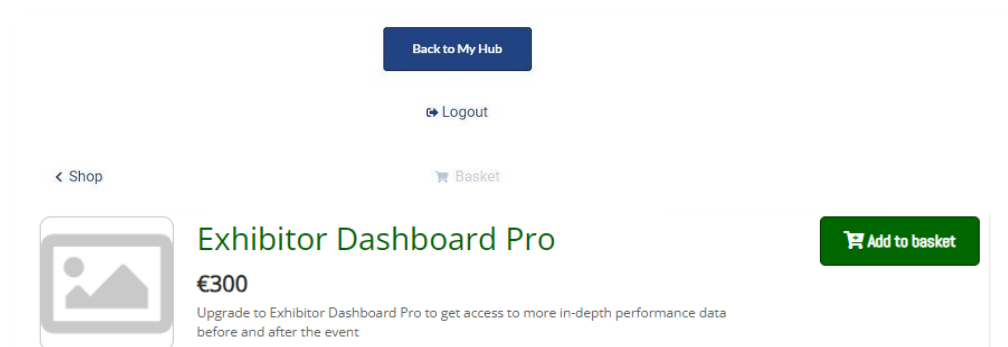 Back to My Hub
Logout
Shop
Basket
Exhibitor Dashboard Pro
Add to basket
€300
Upgrade to Exhibitor Dashboard Pro to get access to more in-depth performance data
before and after the event